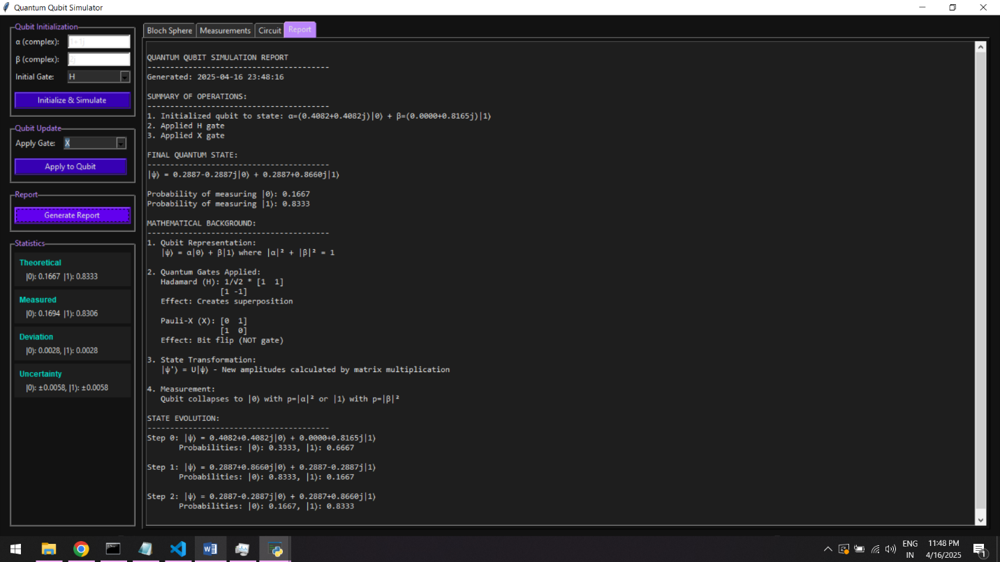 Quantum Qubit Simulator
Qubit Initialization
α (complex): 1+1j
β (complex): 2j
Initial Gate: H
Initialize & Simulate
Qubit Update
Apply Gate: X
Apply to Qubit
Report
Generate Report
Statistics
Theoretical
|0⟩: 0.1667 |1⟩: 0.8333
Measured
|0⟩: 0.1694 |1⟩: 0.8306
Deviation
|0⟩: 0.0028, |1⟩: 0.0028
Uncertainty
|0⟩: ±0.0058, |1⟩: ±0.0058
Bloch Sphere Measurements Circuit Report
QUANTUM QUBIT SIMULATION REPORT
----------------------------------------
Generated: 2025-04-16 23:48:16
SUMMARY OF OPERATIONS:
----------------------------------------
1. Initialized qubit to state: α=(0.4082+0.4082j)|0⟩ + β=(0.0000+0.8165j)|1⟩
2. Applied H gate
3. Applied X gate
FINAL QUANTUM STATE:
----------------------------------------
|ψ⟩ = 0.2887-0.2887j|0⟩ + 0.2887+0.8660j|1⟩
Probability of measuring |0⟩: 0.1667
Probability of measuring |1⟩: 0.8333
MATHEMATICAL BACKGROUND:
----------------------------------------
1. Qubit Representation:
|ψ⟩ = α|0⟩ + β|1⟩ where |α|² + |β|² = 1
2. Quantum Gates Applied:
Hadamard (H): 1/√2 * [1  1]
[1 -1]
Effect: Creates superposition
Pauli-X (X): [0  1]
[1  0]
Effect: Bit flip (NOT gate)
3. State Transformation:
|ψ'⟩ = U|ψ⟩ - New amplitudes calculated by matrix multiplication
4. Measurement:
Qubit collapses to |0⟩ with p=|α|² or |1⟩ with p=|β|²
STATE EVOLUTION:
----------------------------------------
Step 0: |ψ⟩ = 0.4082+0.4082j|0⟩ + 0.0000+0.8165j|1⟩
Probabilities: |0⟩: 0.3333, |1⟩: 0.6667
Step 1: |ψ⟩ = 0.2887+0.8660j|0⟩ + 0.2887-0.2887j|1⟩
Probabilities: |0⟩: 0.8333, |1⟩: 0.1667
Step 2: |ψ⟩ = 0.2887-0.2887j|0⟩ + 0.2887+0.8660j|1⟩
Probabilities: |0⟩: 0.1667, |1⟩: 0.8333
ENG
IN
11:48 PM
4/16/2025
1